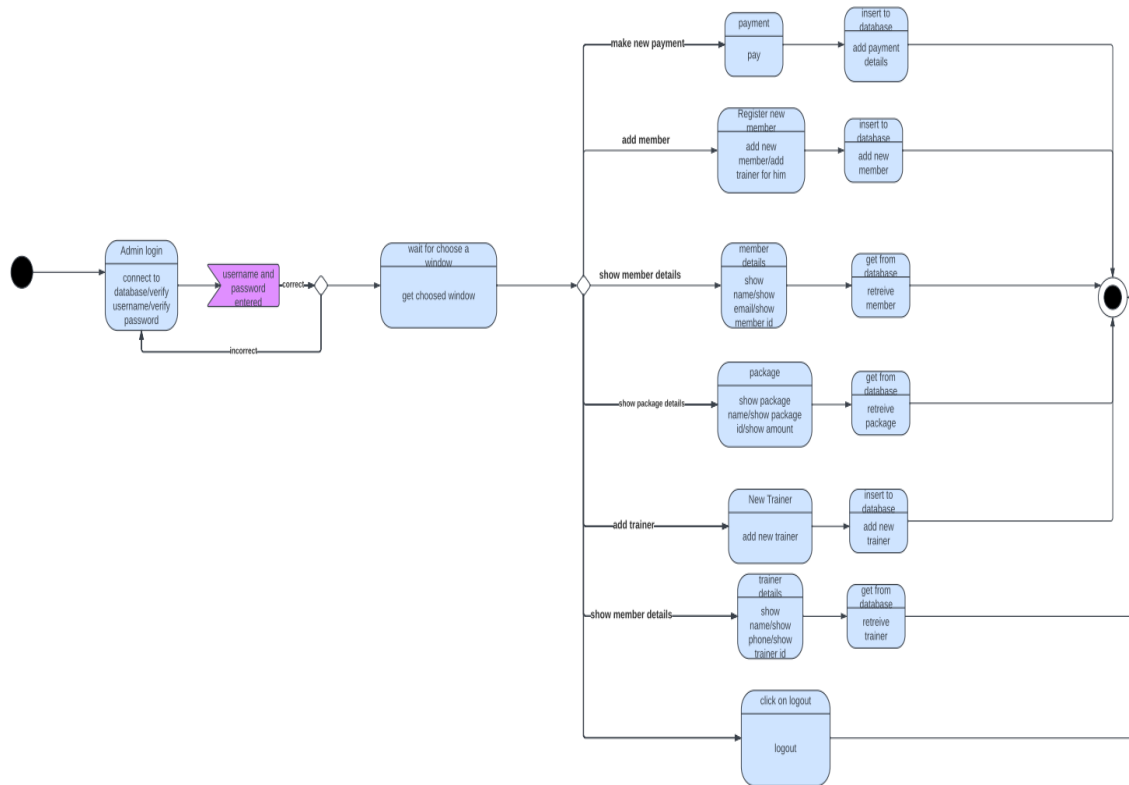 make new payment
payment
pay
insert to
database
add payment
details
add member
Register new
member
add new
member/add
trainer for him
insert to
database
add new
member
Admin login
connect to
database/verify
username/verify
password
username and
password
entered
correct
incorrect
wait for choose a
window
get choosed window
show member details
member
details
show
name/show
email/show
member id
get from
database
retreive
member
show package details
package
show package
name/show package
id/show amount
get from
database
retreive
package
add trainer
New Trainer
add new trainer
insert to
database
add new
trainer
show member details
trainer
details
show
name/show
phone/show
trainer id
get from
database
retreive
trainer
click on logout
logout